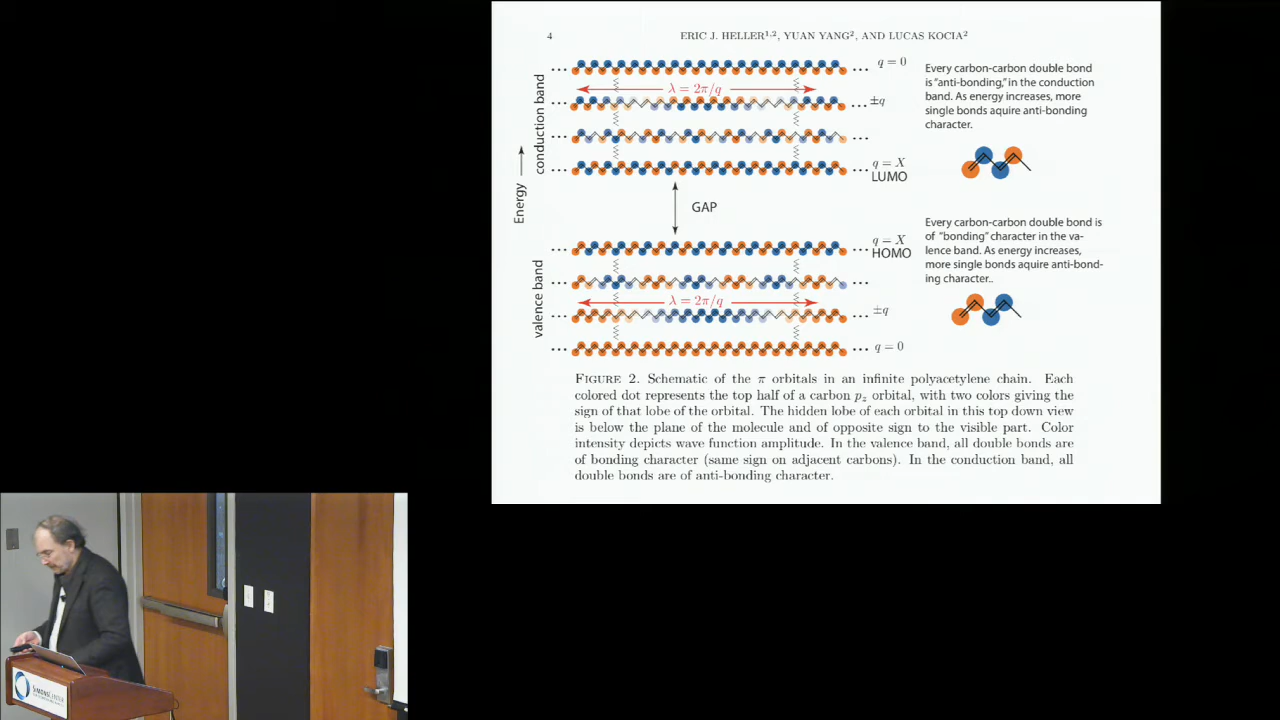 4
ERIC J. HELLER1,2, YUAN YANG2, AND LUCAS KOCIA2
conduction band
Energy
valence band
... ... q = 0
λ = 2π/q
... ... ±q
... ...
... ... q = X
LUMO
GAP
... ... q = X
HOMO
... ...
λ = 2π/q
... ... ±q
... ... q = 0
Every carbon-carbon double bond
is "anti-bonding," in the conduction
band. As energy increases, more
single bonds aquire anti-bonding
character.
Every carbon-carbon double bond is
of "bonding" character in the va-
lence band. As energy increases,
more single bonds aquire anti-bond-
ing character..
FIGURE 2. Schematic of the π orbitals in an infinite polyacetylene chain. Each
colored dot represents the top half of a carbon pz orbital, with two colors giving the
sign of that lobe of the orbital. The hidden lobe of each orbital in this top down view
is below the plane of the molecule and of opposite sign to the visible part. Color
intensity depicts wave function amplitude. In the valence band, all double bonds are
of bonding character (same sign on adjacent carbons). In the conduction band, all
double bonds are of anti-bonding character.
SIMONS CENTER